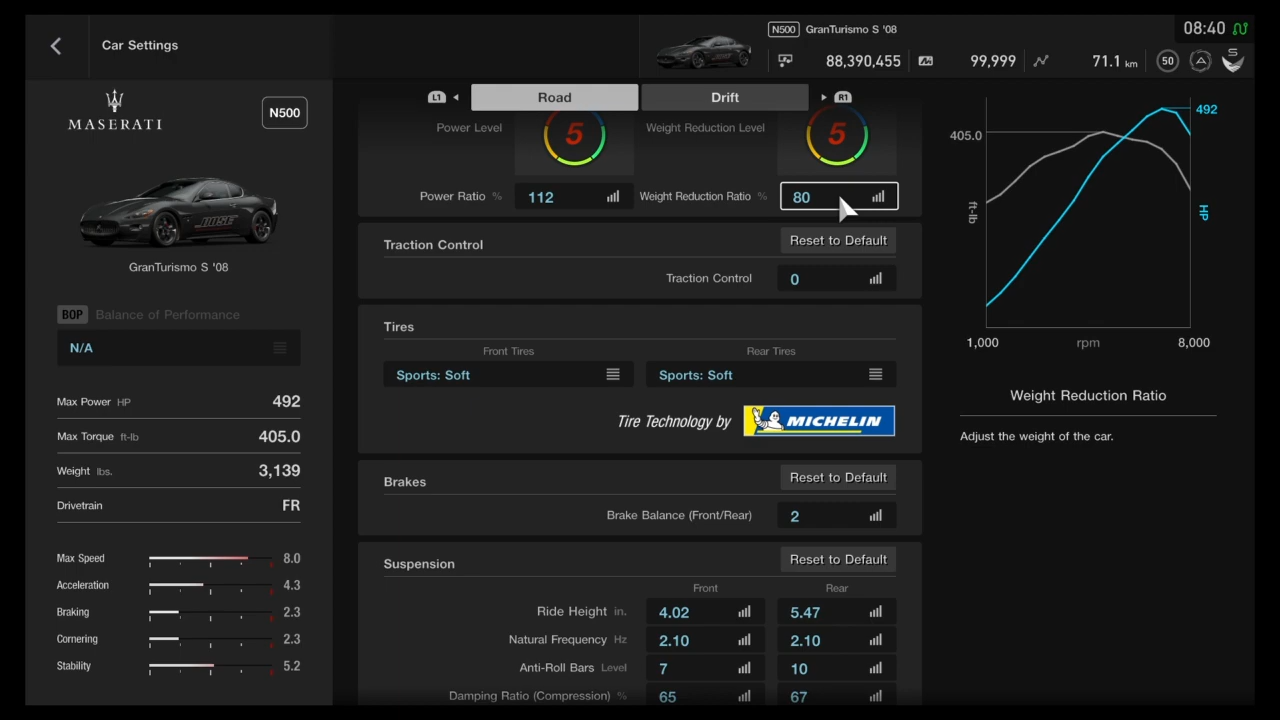 N500 GranTurismo S '08
08:40
Car Settings
88,390,455 99,999 71.1 km 50 A S
L1 Road Drift R1
MASERATI
N500
Power Level 5 Weight Reduction Level 5
Power Ratio % 112 Weight Reduction Ratio % 80
Traction Control Reset to Default
Traction Control 0
GranTurismo S '08
BOP Balance of Performance
N/A
Tires
Front Tires Rear Tires
Sports: Soft Sports: Soft
Tire Technology by MICHELIN
Max Power HP 492
Max Torque ft-lb 405.0
Weight lbs. 3,139
Drivetrain FR
Brakes Reset to Default
Brake Balance (Front/Rear) 2
Max Speed 8.0
Acceleration 4.3
Braking 2.3
Cornering 2.3
Stability 5.2
Suspension Reset to Default
Front Rear
Ride Height in. 4.02 5.47
Natural Frequency Hz 2.10 2.10
Anti-Roll Bars Level 7 10
Damping Ratio (Compression) % 65 67
492
405.0
ft-lb
HP
1,000 rpm 8,000
Weight Reduction Ratio
Adjust the weight of the car.